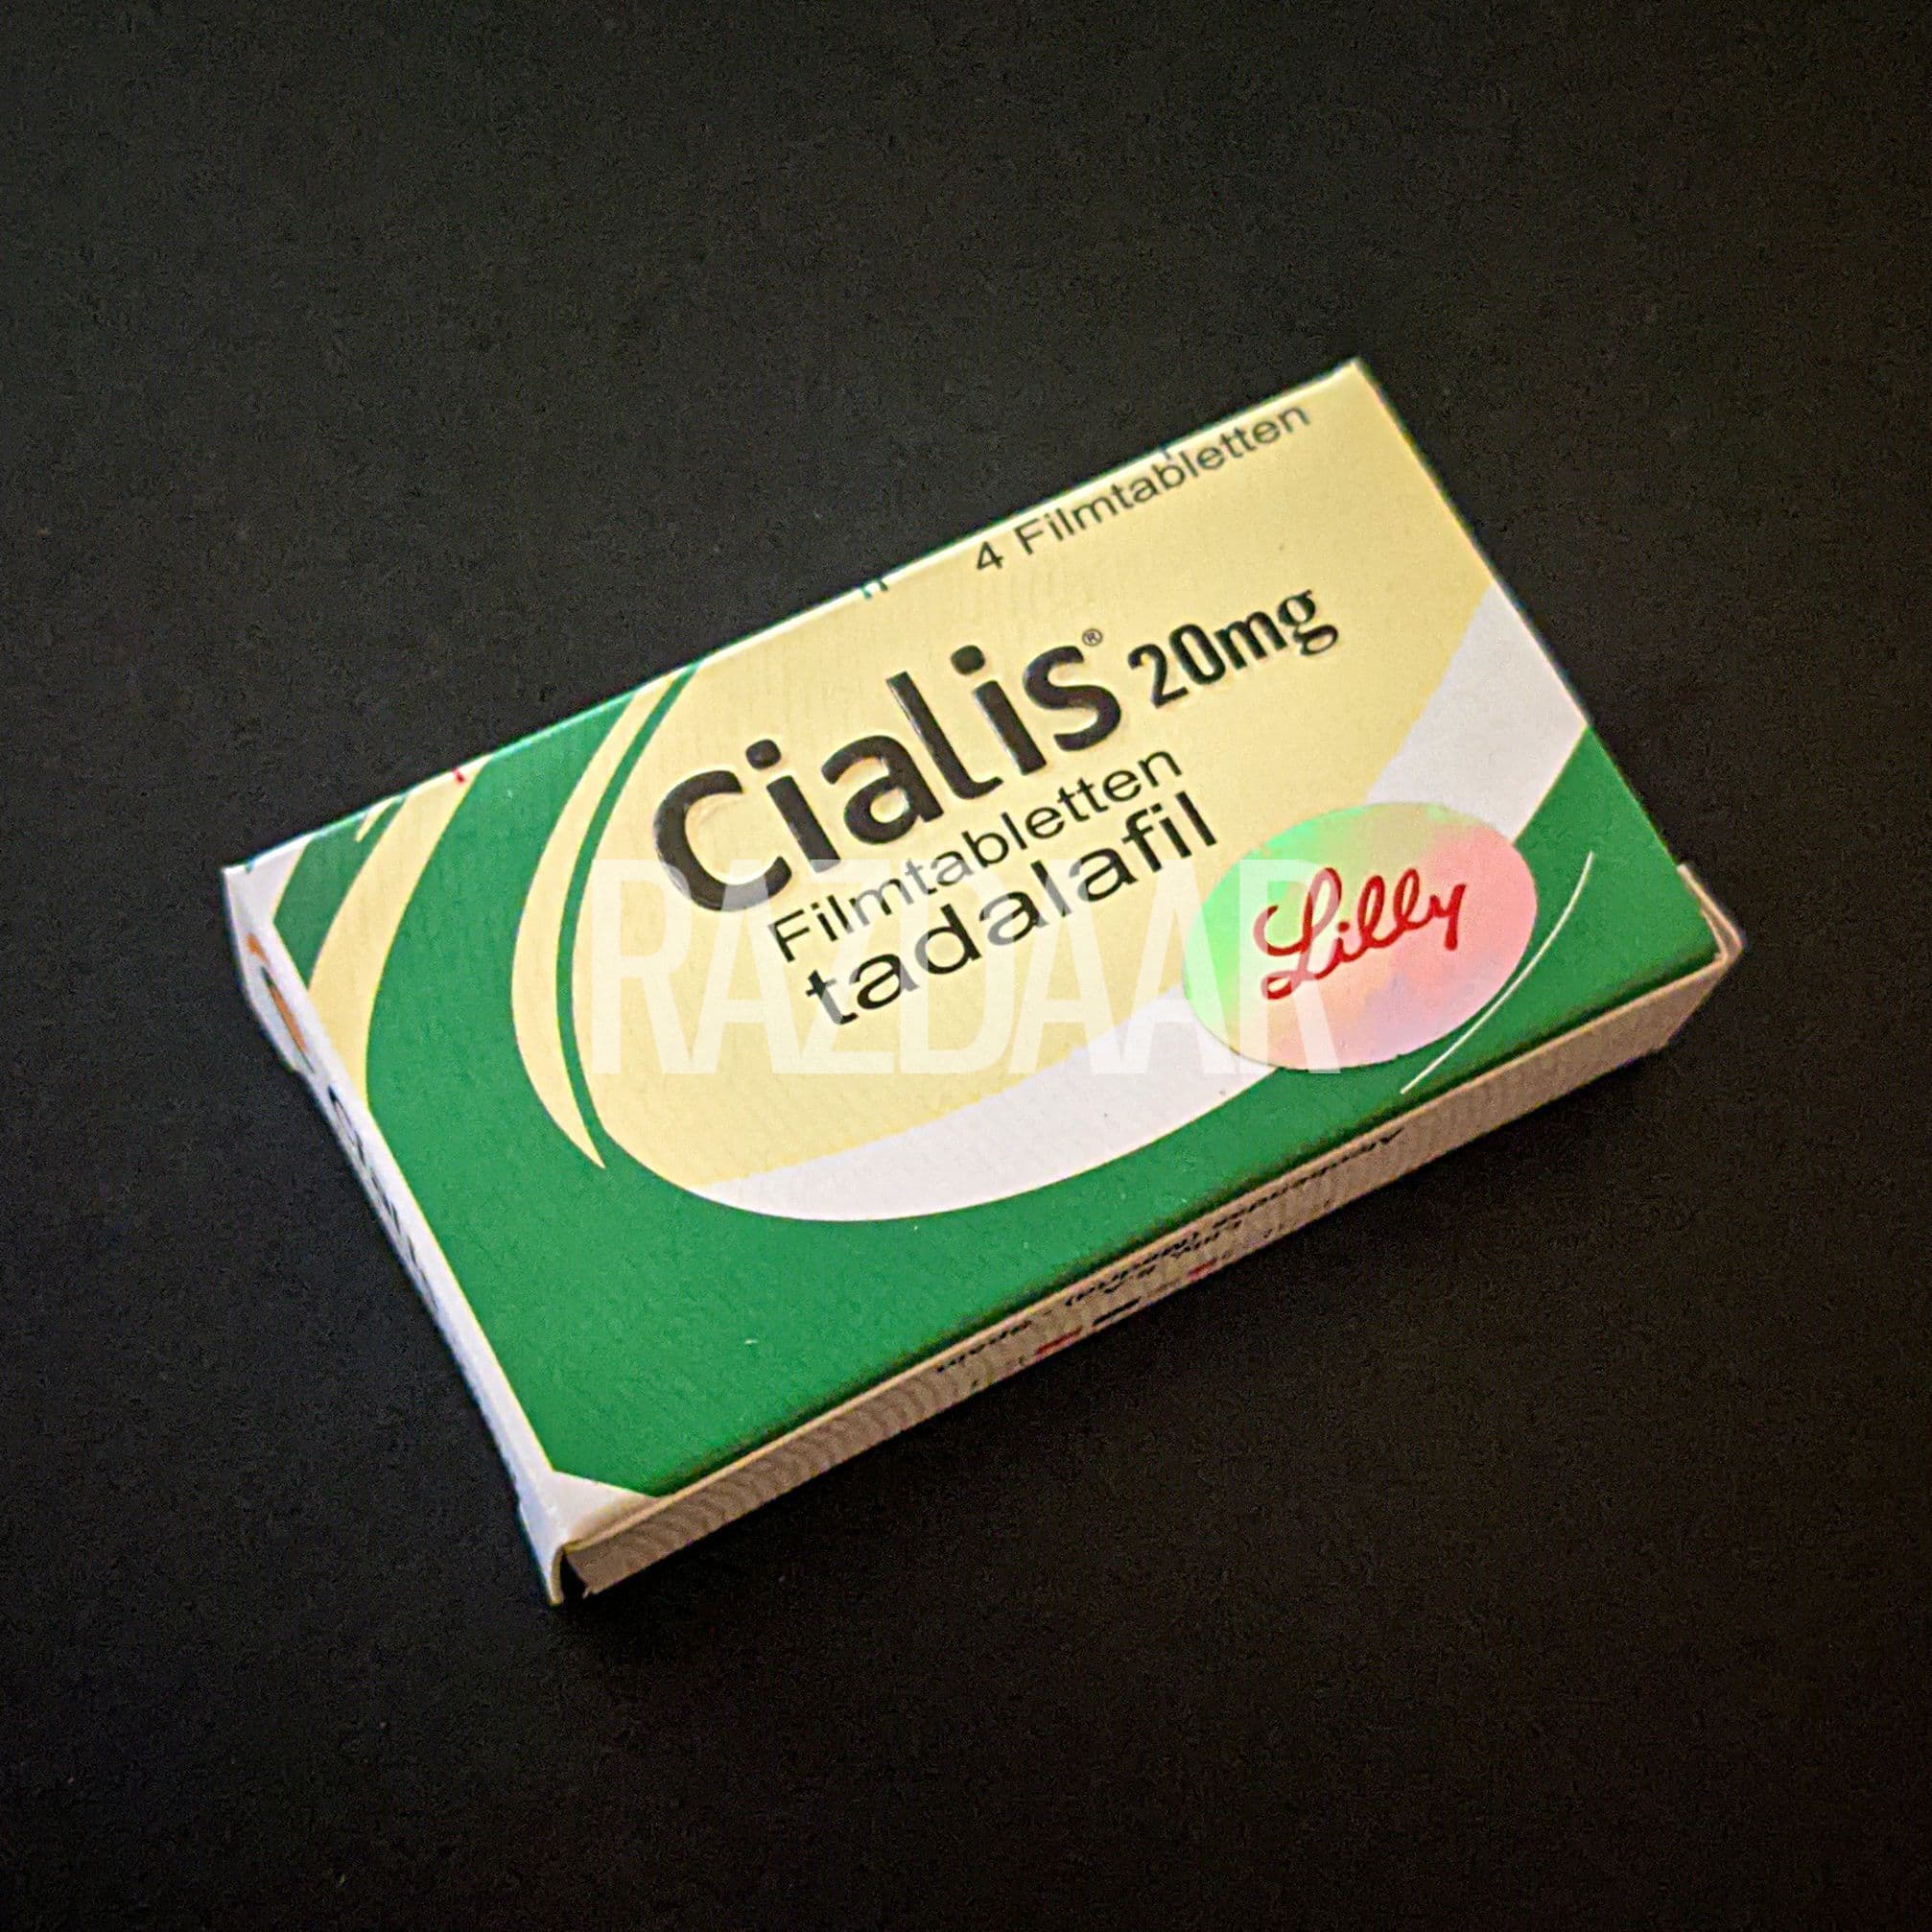 4 Filmtabletten
Cialis® 20mg
Filmtabletten
tadalafil
Lilly
RAZDAAR